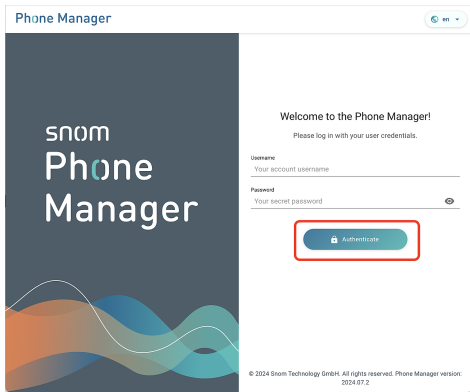 Phone Manager
en
snom
Phone
Manager
Welcome to the Phone Manager!
Please log in with your user credentials.
Username
Your account username
Password
Your secret password
Authenticate
© 2024 Snom Technology GmbH. All rights reserved. Phone Manager version:
2024.07.2